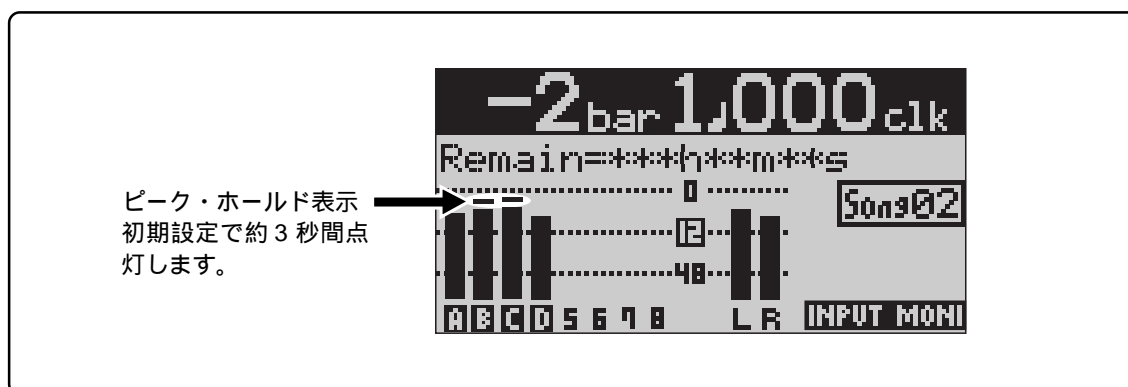 -2bar 1♩000clk
Remain=***h**m**s
ピーク・ホールド表示
初期設定で約3秒間点
灯します。
0
Song02
12
48
A B C D 5 6 7 8 L R INPUT MONI